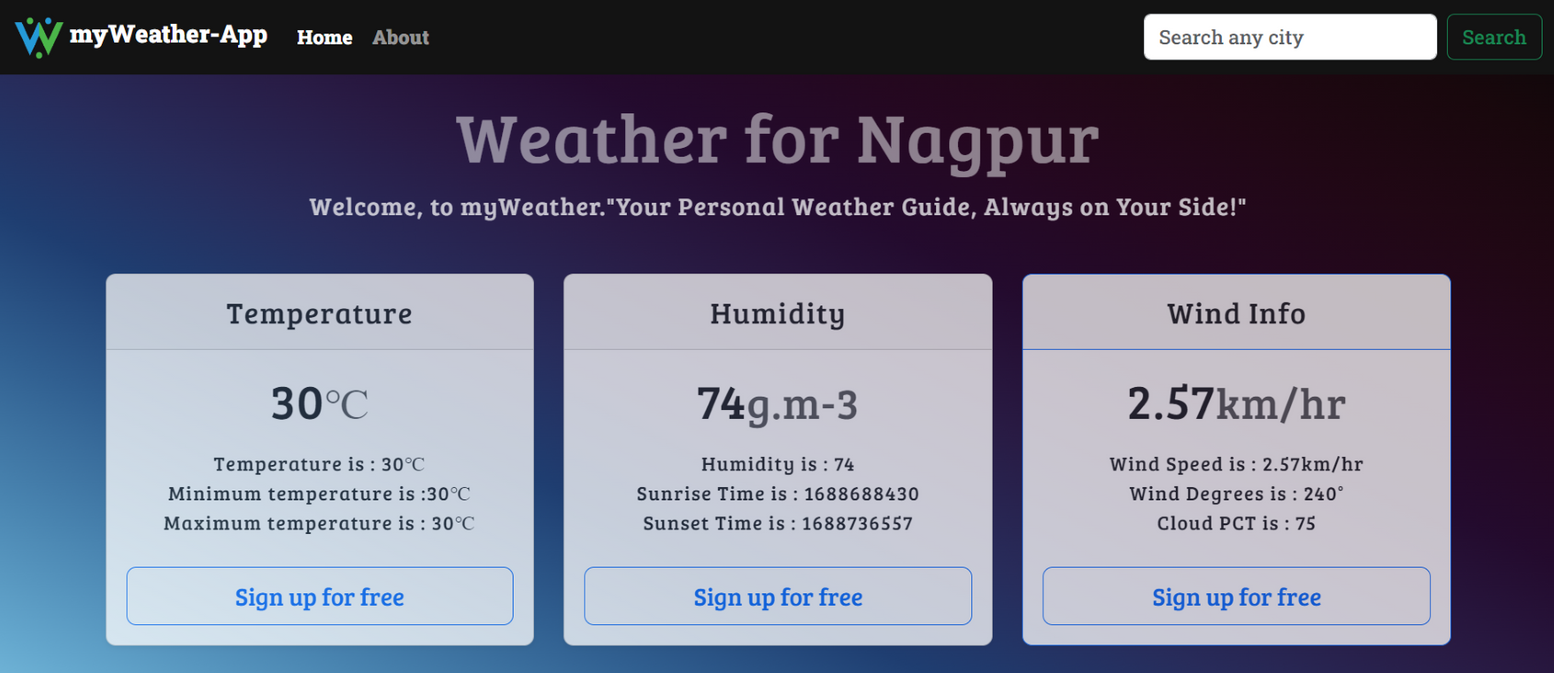 myWeather-App Home About Search any city Search
Weather for Nagpur
Welcome, to myWeather."Your Personal Weather Guide, Always on Your Side!"
Temperature
30℃
Temperature is : 30℃
Minimum temperature is :30℃
Maximum temperature is : 30℃
Sign up for free
Humidity
74g.m-3
Humidity is : 74
Sunrise Time is : 1688688430
Sunset Time is : 1688736557
Sign up for free
Wind Info
2.57km/hr
Wind Speed is : 2.57km/hr
Wind Degrees is : 240°
Cloud PCT is : 75
Sign up for free